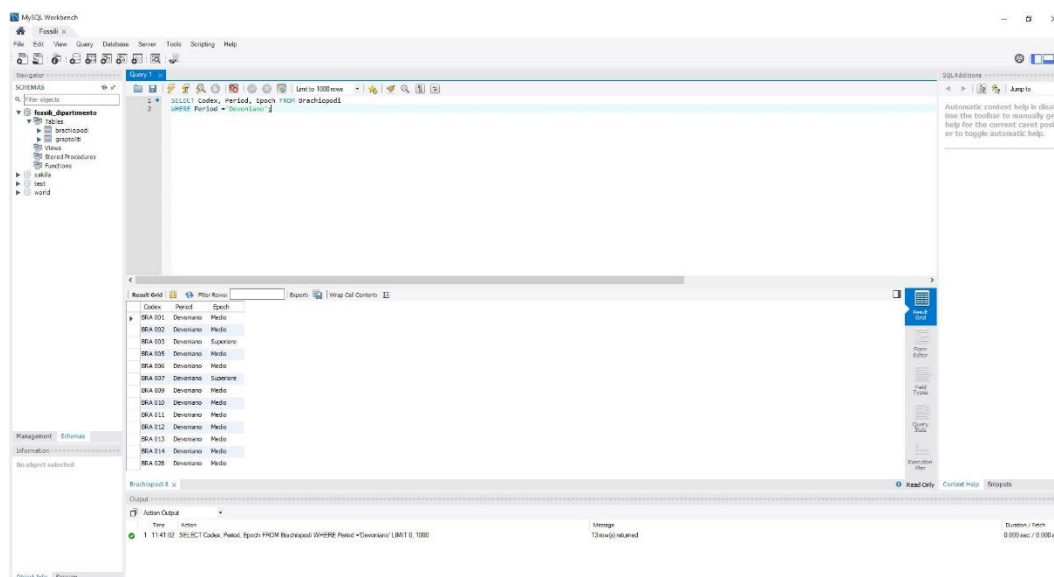 MySQL Workbench
Fossili ×
File Edit View Query Database Server Tools Scripting Help
Navigator
SCHEMAS
Filter objects
fossili_dipartimento
Tables
brachiopodi
graptoliti
Views
Stored Procedures
Functions
sakila
test
world
Management Schemas
Information
No object selected
Object Info Session
Query 1 ×
Limit to 1000 rows
1 SELECT Codex, Period, Epoch FROM Brachiopodi
2 WHERE Period ='Devoniano';
Result Grid Filter Rows: Export: Wrap Cell Content:
Codex Period Epoch
BRA 001 Devoniano Medio
BRA 002 Devoniano Medio
BRA 003 Devoniano Superiore
BRA 005 Devoniano Medio
BRA 006 Devoniano Medio
BRA 007 Devoniano Superiore
BRA 009 Devoniano Medio
BRA 010 Devoniano Medio
BRA 011 Devoniano Medio
BRA 012 Devoniano Medio
BRA 013 Devoniano Medio
BRA 014 Devoniano Medio
BRA 028 Devoniano Medio
Result Grid
Form Editor
Field Types
Query Stats
Execution Plan
Brachiopodi 8 ×
Read Only
SQLAdditions
Jump to
Automatic context help is disa
Use the toolbar to manually ge
help for the current caret posi
or to toggle automatic help.
Context Help Snippets
Output
Action Output
Time Action Message Duration / Fetch
1 11:41:02 SELECT Codex, Period, Epoch FROM Brachiopodi WHERE Period ='Devoniano' LIMIT 0, 1000 13 row(s) returned 0.000 sec / 0.000